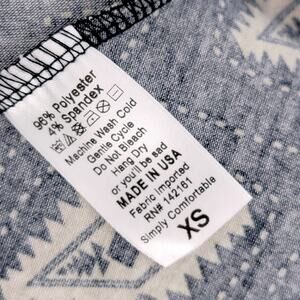 96% Polyester
4% Spandex
Machine Wash Cold
Gentle Cycle
Do Not Bleach
Hang Dry
or you'll be sad
MADE IN USA
Fabric Imported
RN# 142161
Simply Comfortable
XS